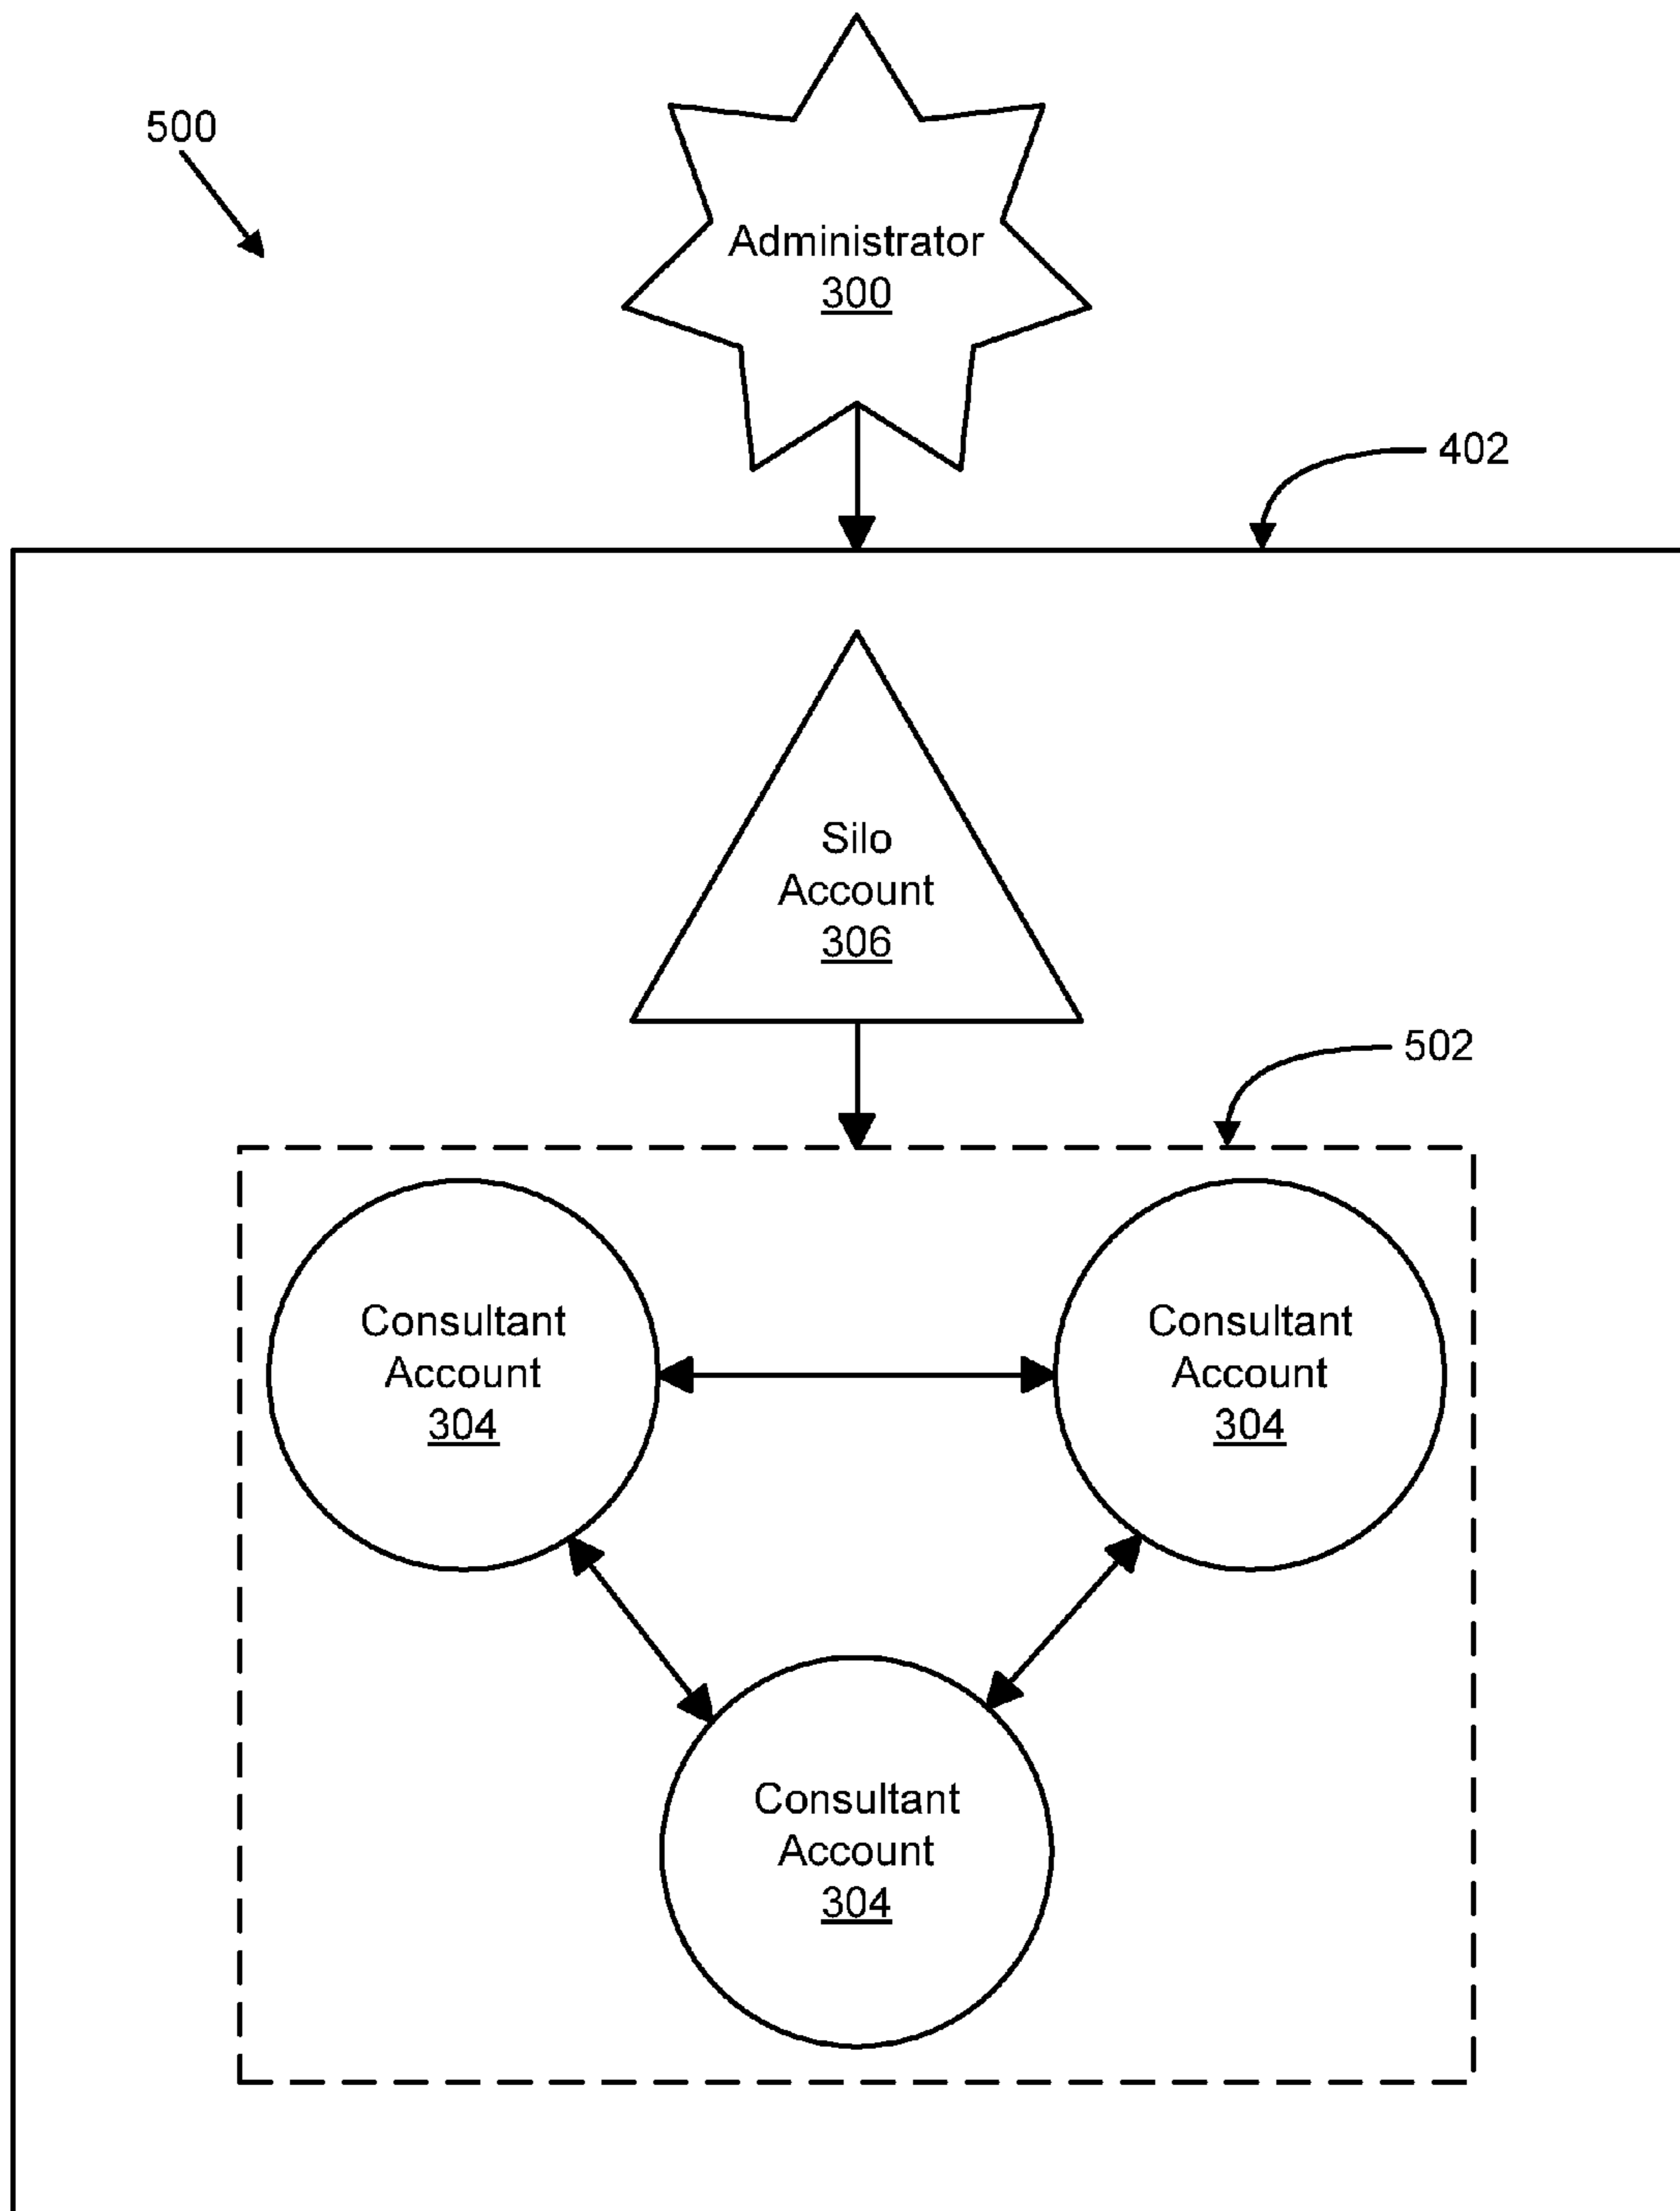 500
Administrator
300
402
Silo
Account
306
502
Consultant
Account
304
Consultant
Account
304
Consultant
Account
304